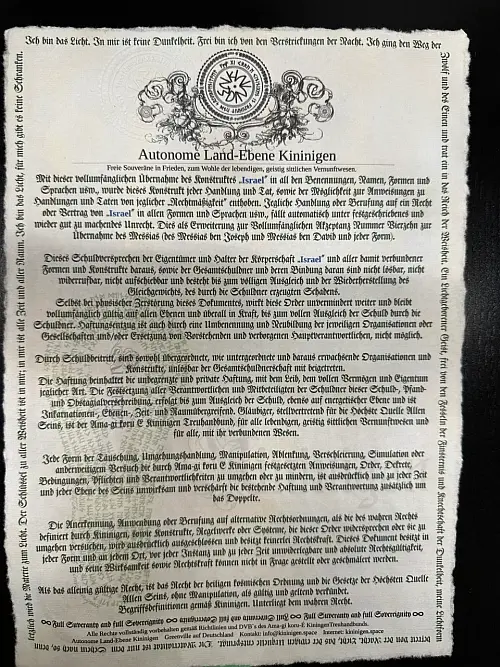 Ich bin das Licht. In mir ist keine Dunkelheit. Frei bin ich von den Verstrickungen der Nacht. Ich ging den Weg der
Autonome Land-Ebene Kininigen
Freie Souveräne in Frieden, zum Wohle der lebendigen, geistig sittlichen Vernunftwesen.
Mit dieser vollumfänglichen Übernahme des Konstruktes „Israel" in all den Benennungen, Namen, Formen und
Sprachen usw., wurde dieses Konstrukt jeder Handlung und Tat, sowie der Möglichkeit zur Anweisungen zu
Handlungen und Taten von jeglicher „Rechtmäßigkeit" enthoben. Jegliche Handlung oder Berufung auf ein Recht
oder Vertrag von „Israel" in allen Formen und Sprachen usw., fällt automatisch unter festgeschriebenes und
wieder gut zu machendes Unrecht. Dies als Erweiterung zur Vollumfänglichen Akzeptanz Nummer Vierzehn zur
Übernahme des Messias (des Messias ben Joseph und Messias ben David und jeder Form).
Dieses Schuldversprechen der Eigentümer und Halter der Körperschaft „Israel" und aller damit verbundener
Formen und Konstrukte daraus, sowie der Gesamtschuldner und deren Bindung daran sind nicht lösbar, nicht
widerrufbar, nicht aufschiebbar und besteht bis zum völligen Ausgleich und der Wiederherstellung des
Gleichgewichts, des durch die Schuldner erzeugten Schadens.
Selbst bei physischer Zerstörung dieses Dokumentes, wirkt diese Order unvermindert weiter und bleibt
vollumfänglich gültig auf allen Ebenen und überall in Kraft, bis zum vollen Ausgleich der Schuld durch die
Schuldner. Haftungsentzug ist auch durch eine Umbenennung und Neubildung der jeweiligen Organisationen oder
Gesellschaften und/oder Ersetzung von Vorstehenden und verborgenen Hauptverantwortlichen, nicht möglich.
Durch Schuldbeitritt, sind sowohl übergeordnete, wie untergeordnete und daraus erwachsende Organisationen und
Konstrukte, unlösbar der Gesamtschuldnerschaft mit beigetreten.
Die Haftung beinhaltet die unbegrenzte und private Haftung, mit dem Leib, dem vollen Vermögen und Eigentum
jeglicher Art. Die Festsetzung aller Verantwortlichen und Mitbeteiligten der Schuldner dieser Schuld-, Pfand-
und Obstagialverschreibung, erfolgt bis zum Ausgleich der Schuld, ebenso auf energetischer Ebene und ist
Inkarnationen-, Ebenen-, Zeit- und Raumübergreifend. Gläubiger, stellvertretend für die Höchste Quelle Allen
Seins, ist der Ama-gi koru E Kininigen Treuhandbund, für alle lebendigen, geistig sittlichen Vernunftwesen und
für alle, mit ihr verbundenen Wesen.
Jede Form der Täuschung, Umgehungshandlung, Manipulation, Ablenkung, Verschleierung, Simulation oder
anderweitigem Versuch die durch Ama-gi koru E Kininigen festgesetzten Anweisungen, Order, Dekrete,
Bedingungen, Pflichten und Verantwortlichkeiten zu umgehen oder zu mindern, ist ausdrücklich und zu jeder Zeit
und jeder Ebene des Seins unwirksam und verschärft die bestehende Haftung und Verantwortung zusätzlich um
das Doppelte.
Die Anerkennung, Anwendung oder Berufung auf alternative Rechtsordnungen, als die des wahren Rechts
definiert durch Kininigen, sowie Konstrukte, Regelwerke oder Systeme, die dieser Order widersprechen oder sie zu
umgehen versuchen, wird ausdrücklich ausgeschlossen und besitzt keinerlei Rechtskraft. Dieses Dokument besitzt in
jeder Form und an jedem Ort, vor jeder Instanz und zu jeder Zeit unwiderlegbare und absolute Rechtsgültigkeit,
und seine Wirksamkeit sowie Rechtskraft können nicht in Frage gestellt oder geschmälert werden.
Als das alleinig gültige Recht, ist das Recht der heiligen kosmischen Ordnung und die Gesetze der Höchsten Quelle
Allen Seins, ohne Manipulation, als gültig und geltend verkündet.
Begriffsdefinitionen gemäß Kininigen. Unterliegt dem wahren Recht.
∞ Full Souveranity and full Sovereignity ∞ Full Souveranity and full Sovereignity ∞ Full Souveranity and full Sovereignity ∞
Alle Rechte vollständig vorbehalten gemäß Richtlinien und DVB's des Ama-gi koru-E KininigenTreuhandbunds.
Autonome Land-Ebene Kininigen Greenville auf Deutschland Kontakt: info@kininigen.space Internet: kininigen.space